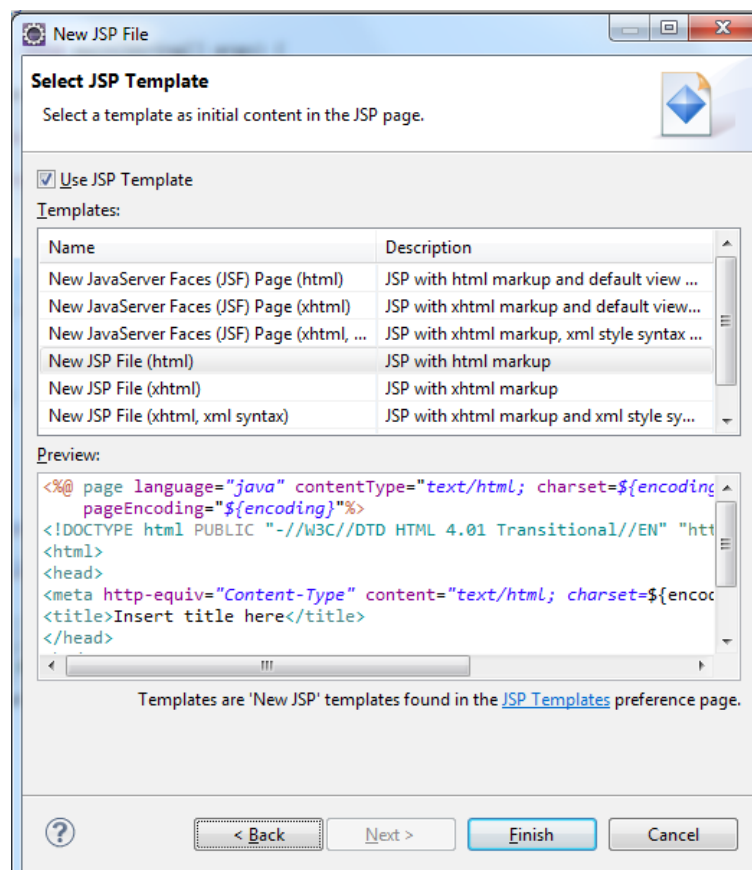 New JSP File
Select JSP Template
Select a template as initial content in the JSP page.
Use JSP Template
Templates:
Name Description
New JavaServer Faces (JSF) Page (html) JSP with html markup and default view ...
New JavaServer Faces (JSF) Page (xhtml) JSP with xhtml markup and default view...
New JavaServer Faces (JSF) Page (xhtml, ... JSP with xhtml markup, xml style syntax ...
New JSP File (html) JSP with html markup
New JSP File (xhtml) JSP with xhtml markup
New JSP File (xhtml, xml syntax) JSP with xhtml markup and xml style sy...
Preview:
<%@ page language="java" contentType="text/html; charset=${encoding
pageEncoding="${encoding}"%>
<!DOCTYPE html PUBLIC "-//W3C//DTD HTML 4.01 Transitional//EN" "htt
<html>
<head>
<meta http-equiv="Content-Type" content="text/html; charset=${encod
<title>Insert title here</title>
</head>
Templates are 'New JSP' templates found in the JSP Templates preference page.
< Back Next > Finish Cancel